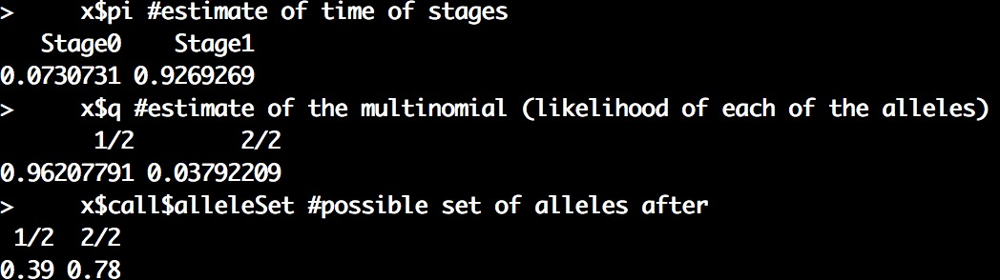 > x$pi #estimate of time of stages
Stage0 Stage1
0.0730731 0.9269269
> x$q #estimate of the multinomial (likelihood of each of the alleles)
1/2 2/2
0.96207791 0.03792209
> x$call$alleleSet #possible set of alleles after
1/2 2/2
0.39 0.78